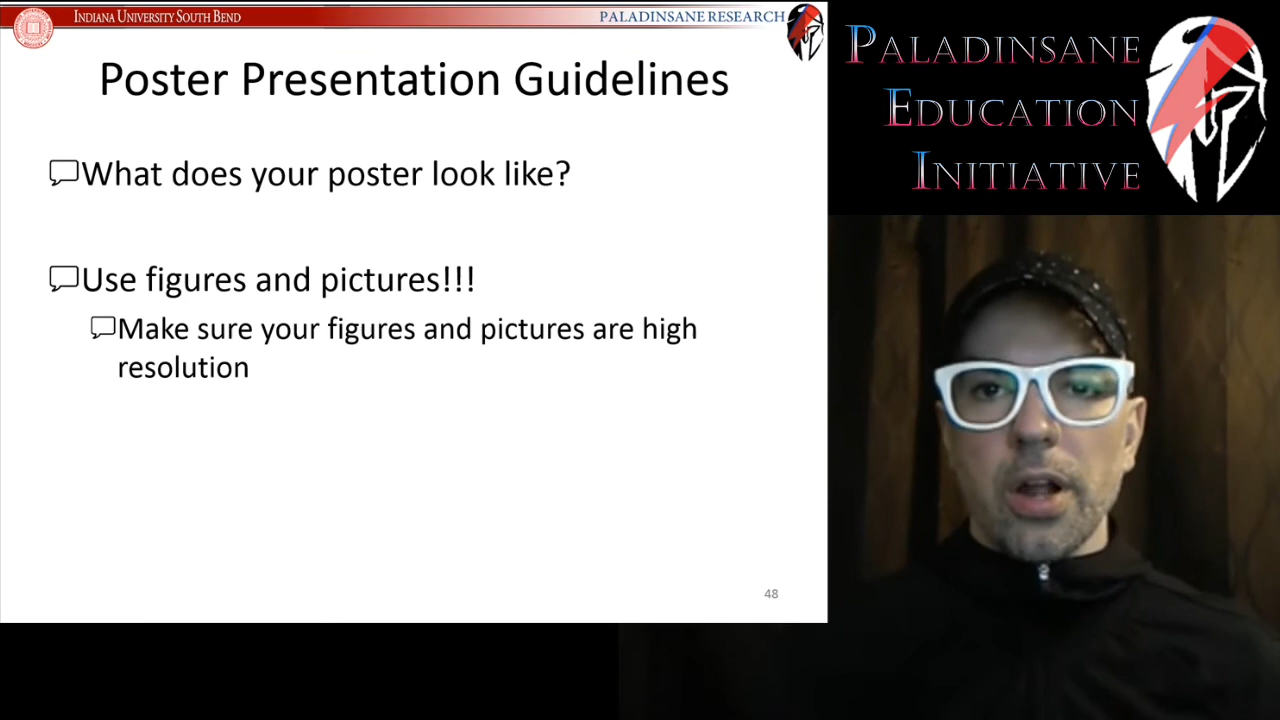 INDIANA UNIVERSITY SOUTH BEND
PALADINSANE RESEARCH
Poster Presentation Guidelines
What does your poster look like?
Use figures and pictures!!!
Make sure your figures and pictures are high
resolution
48
PALADINSANE
EDUCATION
INITIATIVE